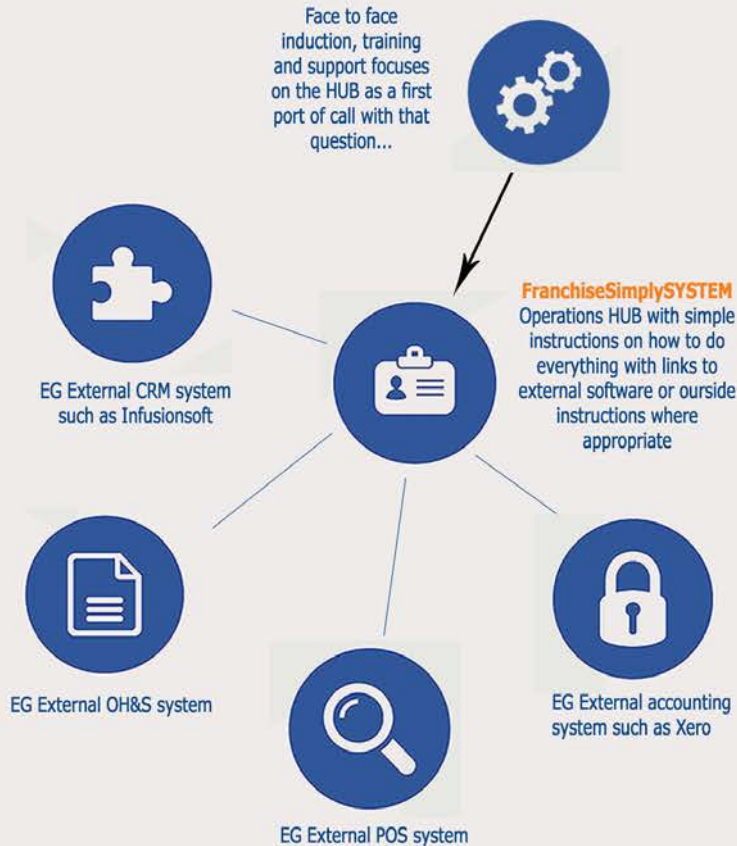 Face to face
induction, training
and support focuses
on the HUB as a first
port of call with that
question...
FranchiseSimplySYSTEM
Operations HUB with simple
instructions on how to do
everything with links to
external software or ourside
instructions where
appropriate
EG External CRM system
such as Infusionsoft
EG External OH&S system
EG External accounting
system such as Xero
EG External POS system